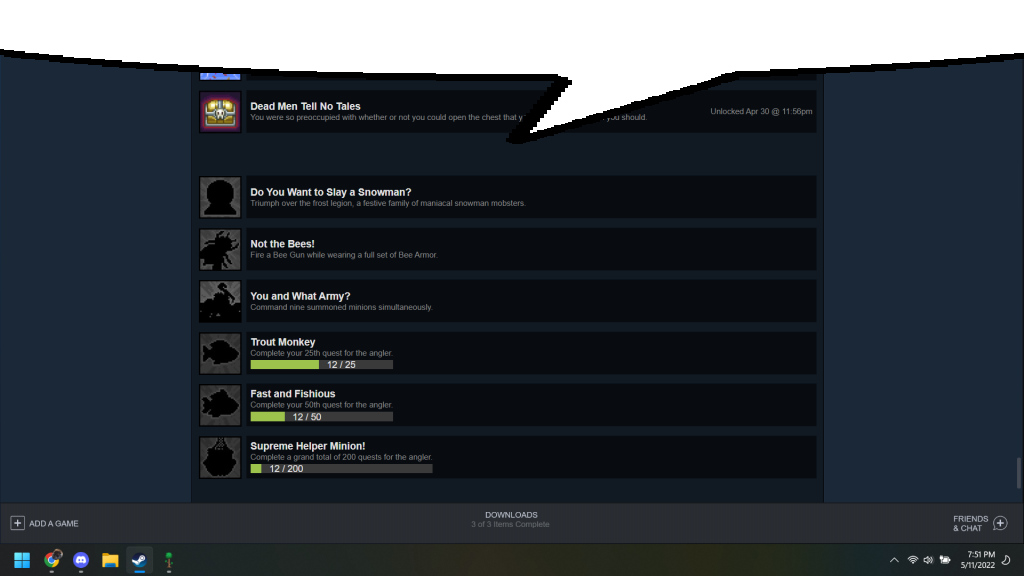 Dead Men Tell No Tales
You were so preoccupied with whether or not you could open the chest that y you should.
Unlocked Apr 30 @ 11:56pm
Do You Want to Slay a Snowman?
Triumph over the frost legion, a festive family of maniacal snowman mobsters.
Not the Bees!
Fire a Bee Gun while wearing a full set of Bee Armor.
You and What Army?
Command nine summoned minions simultaneously.
Trout Monkey
Complete your 25th quest for the angler.
12 / 25
Fast and Fishious
Complete your 50th quest for the angler.
12 / 50
Supreme Helper Minion!
Complete a grand total of 200 quests for the angler.
12 / 200
ADD A GAME
DOWNLOADS
3 of 3 Items Complete
FRIENDS
& CHAT
7:51 PM
5/11/2022